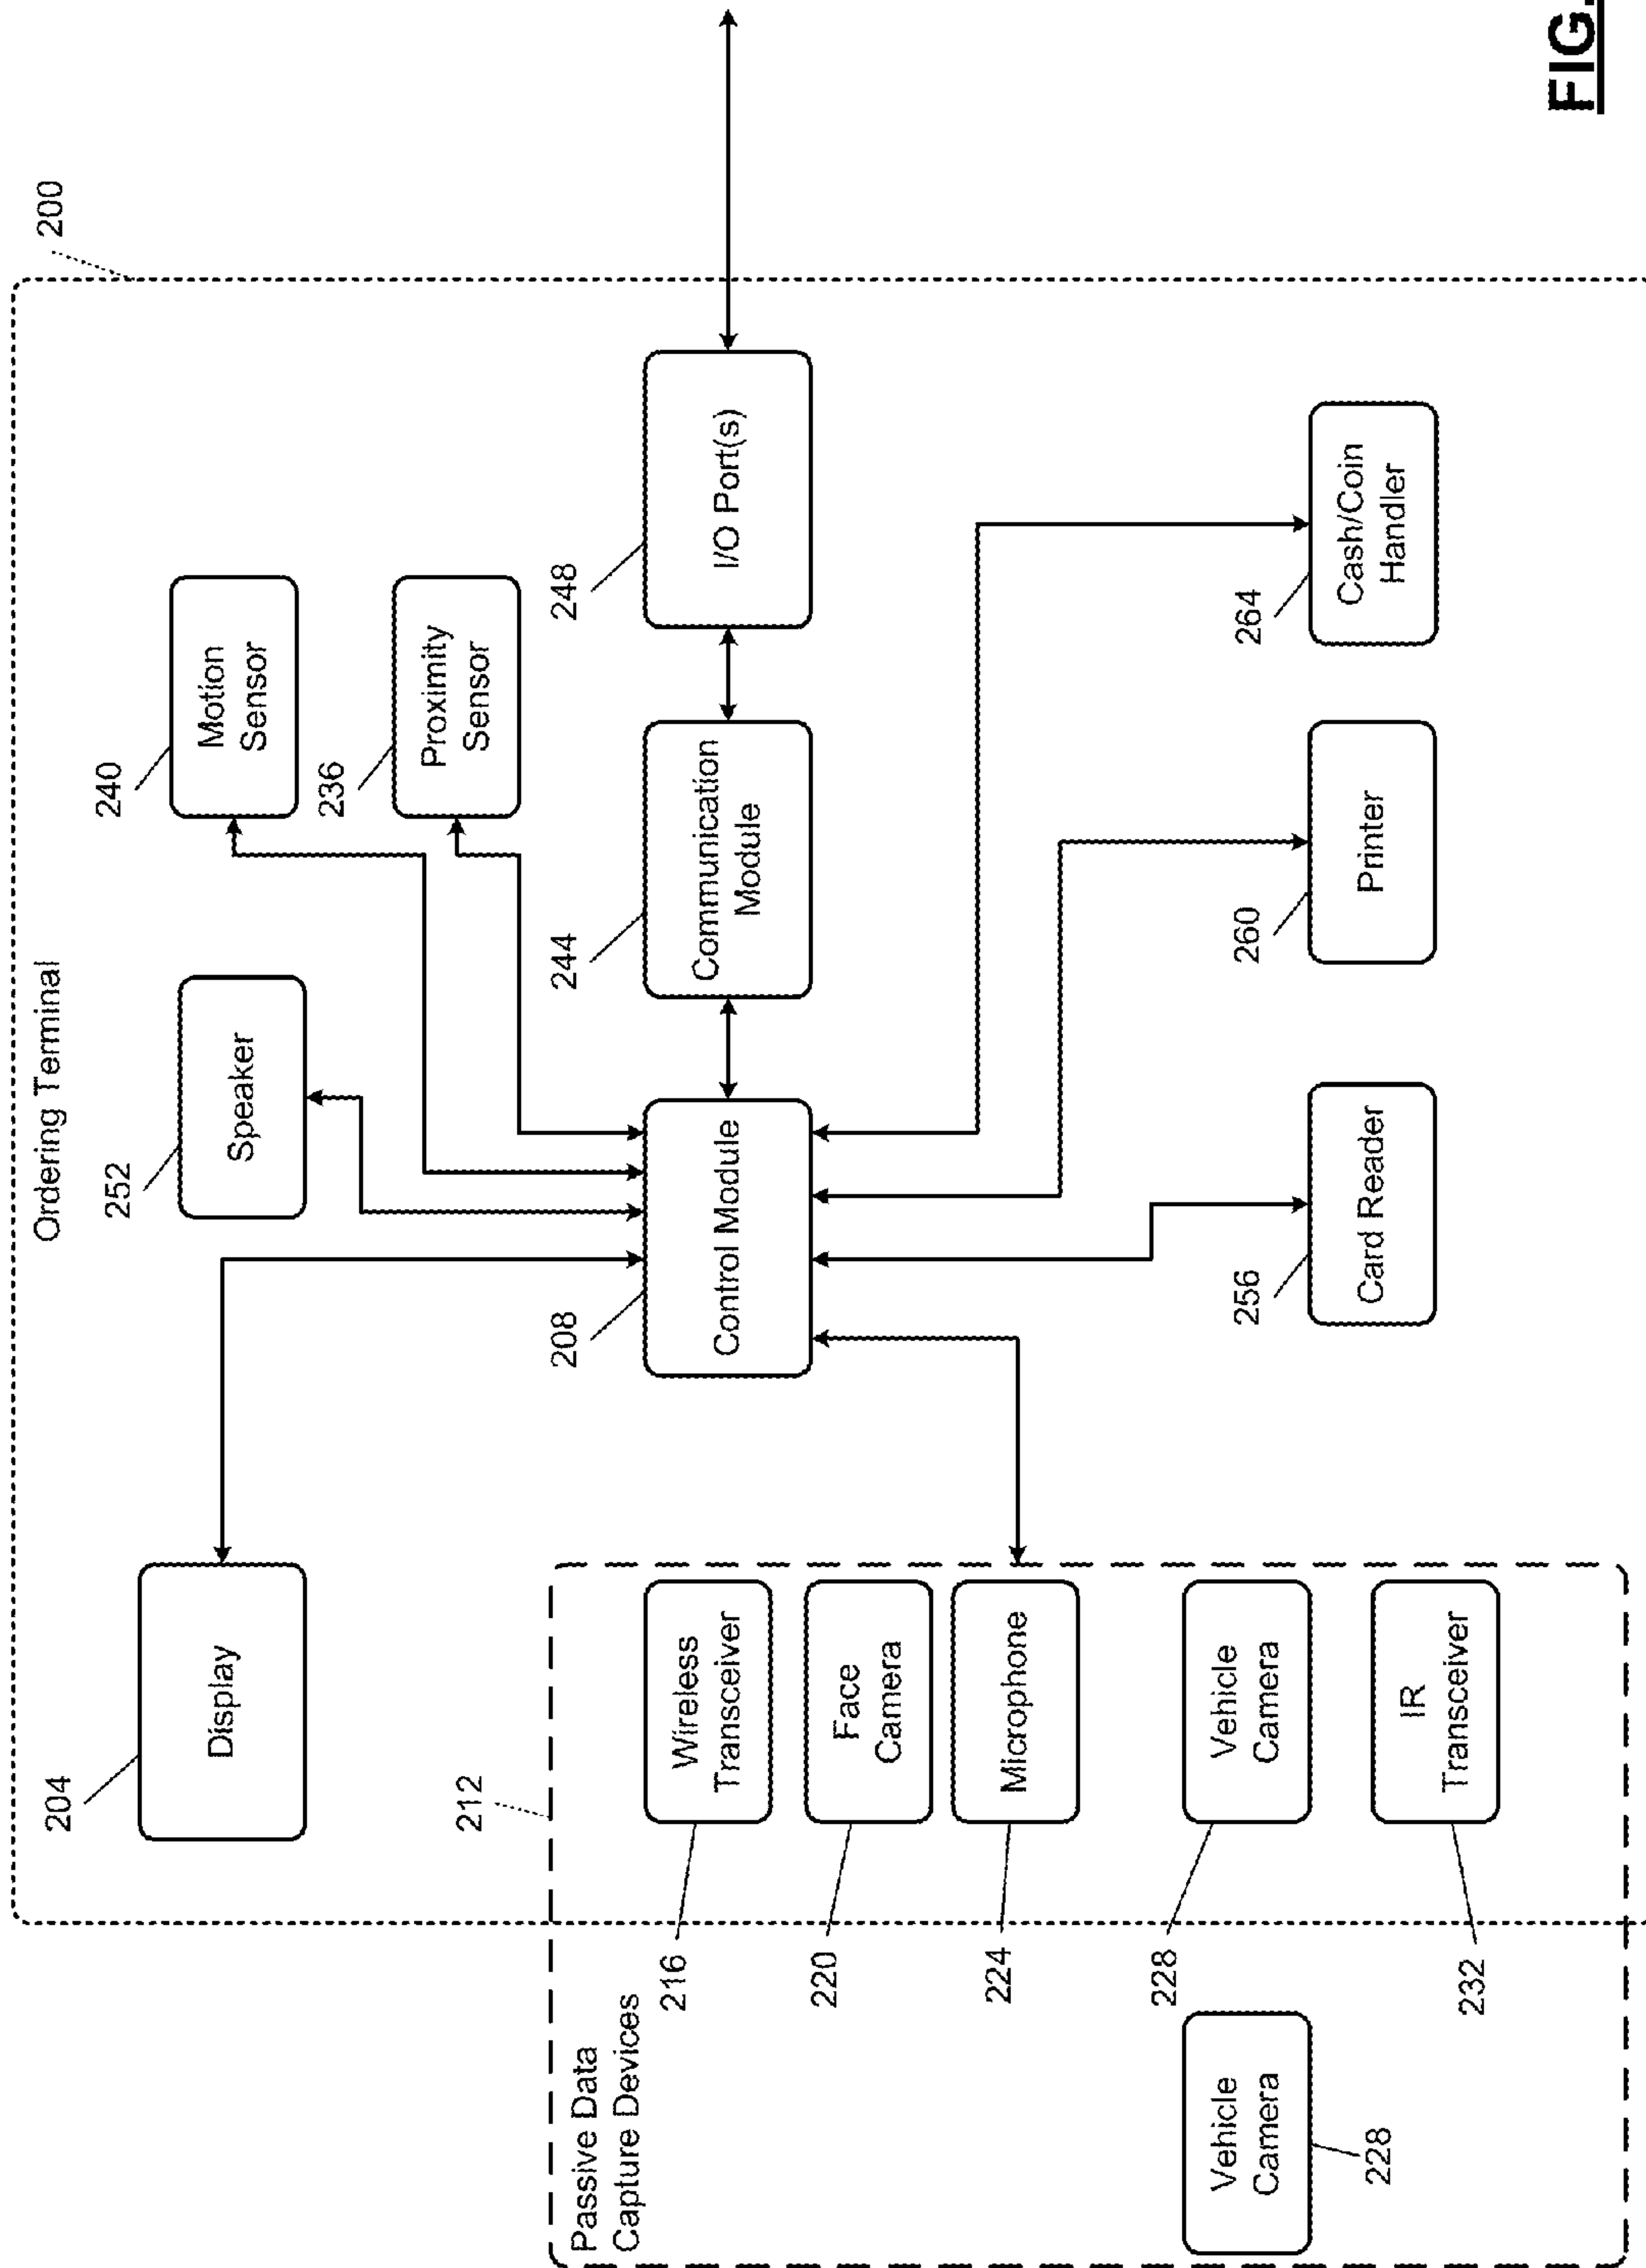 Ordering Terminal
200
204
Display
252
Speaker
240
Motion
Sensor
236
Proximity
Sensor
208
Control Module
244
Communication
Module
248
I/O Port(s)
212
Passive Data
Capture Devices
Wireless
Transceiver
216
Face
Camera
220
Microphone
224
Vehicle
Camera
228
Vehicle
Camera
228
IR
Transceiver
232
256
Card Reader
260
Printer
264
Cash/Coin
Handler
FIG.